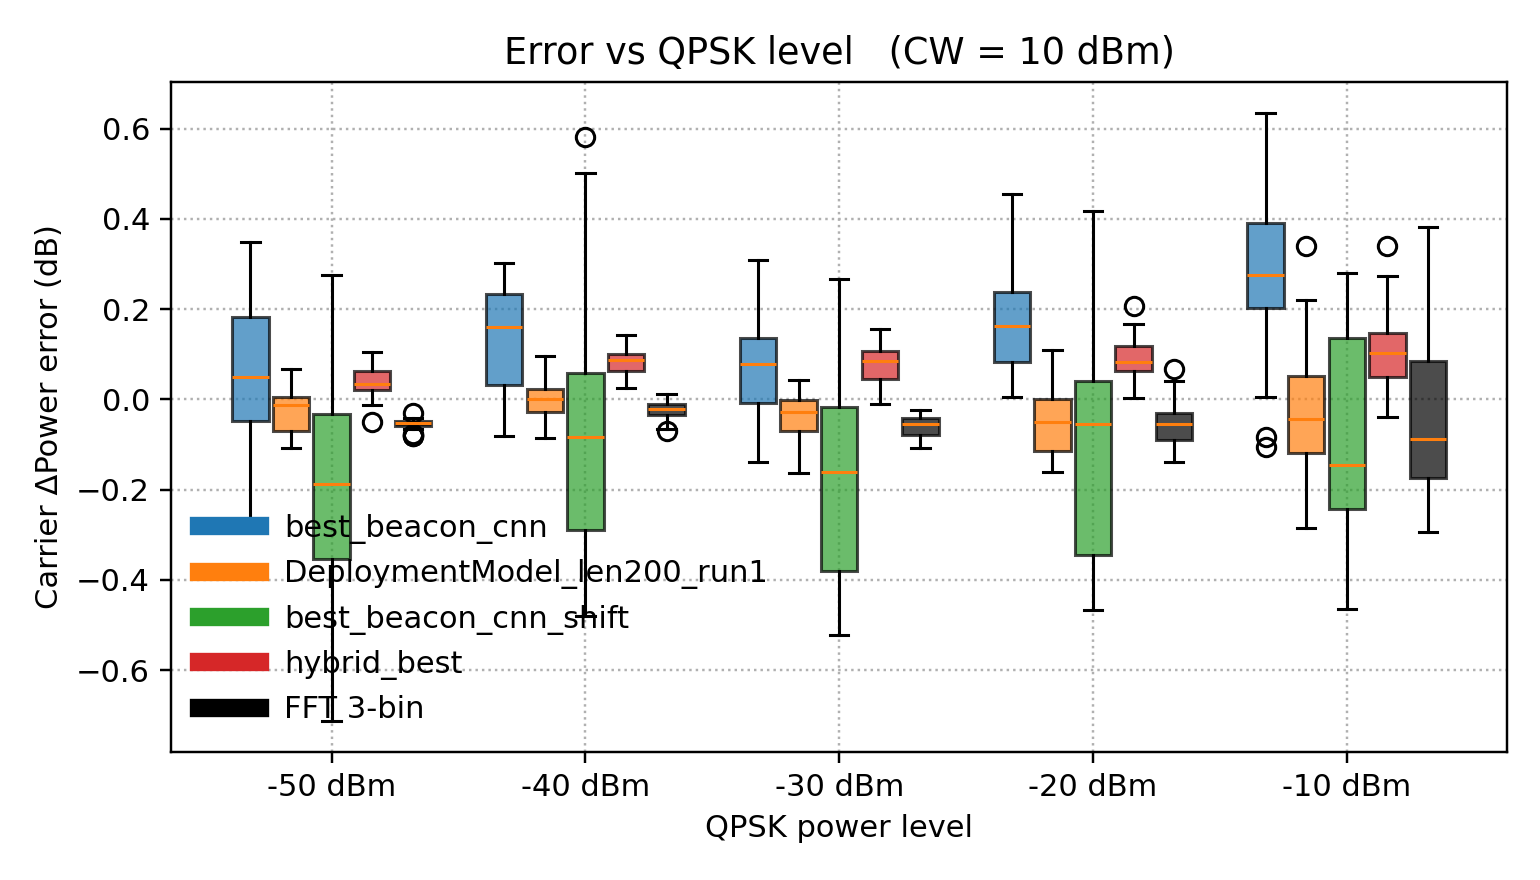 Error vs QPSK level (CW = 10 dBm)
Carrier ΔPower error (dB)
0.6
0.4
0.2
0.0
−0.2
−0.4
−0.6
best_beacon_cnn
DeploymentModel_len200_run1
best_beacon_cnn_shift
hybrid_best
FFT 3-bin
-50 dBm
-40 dBm
-30 dBm
-20 dBm
-10 dBm
QPSK power level